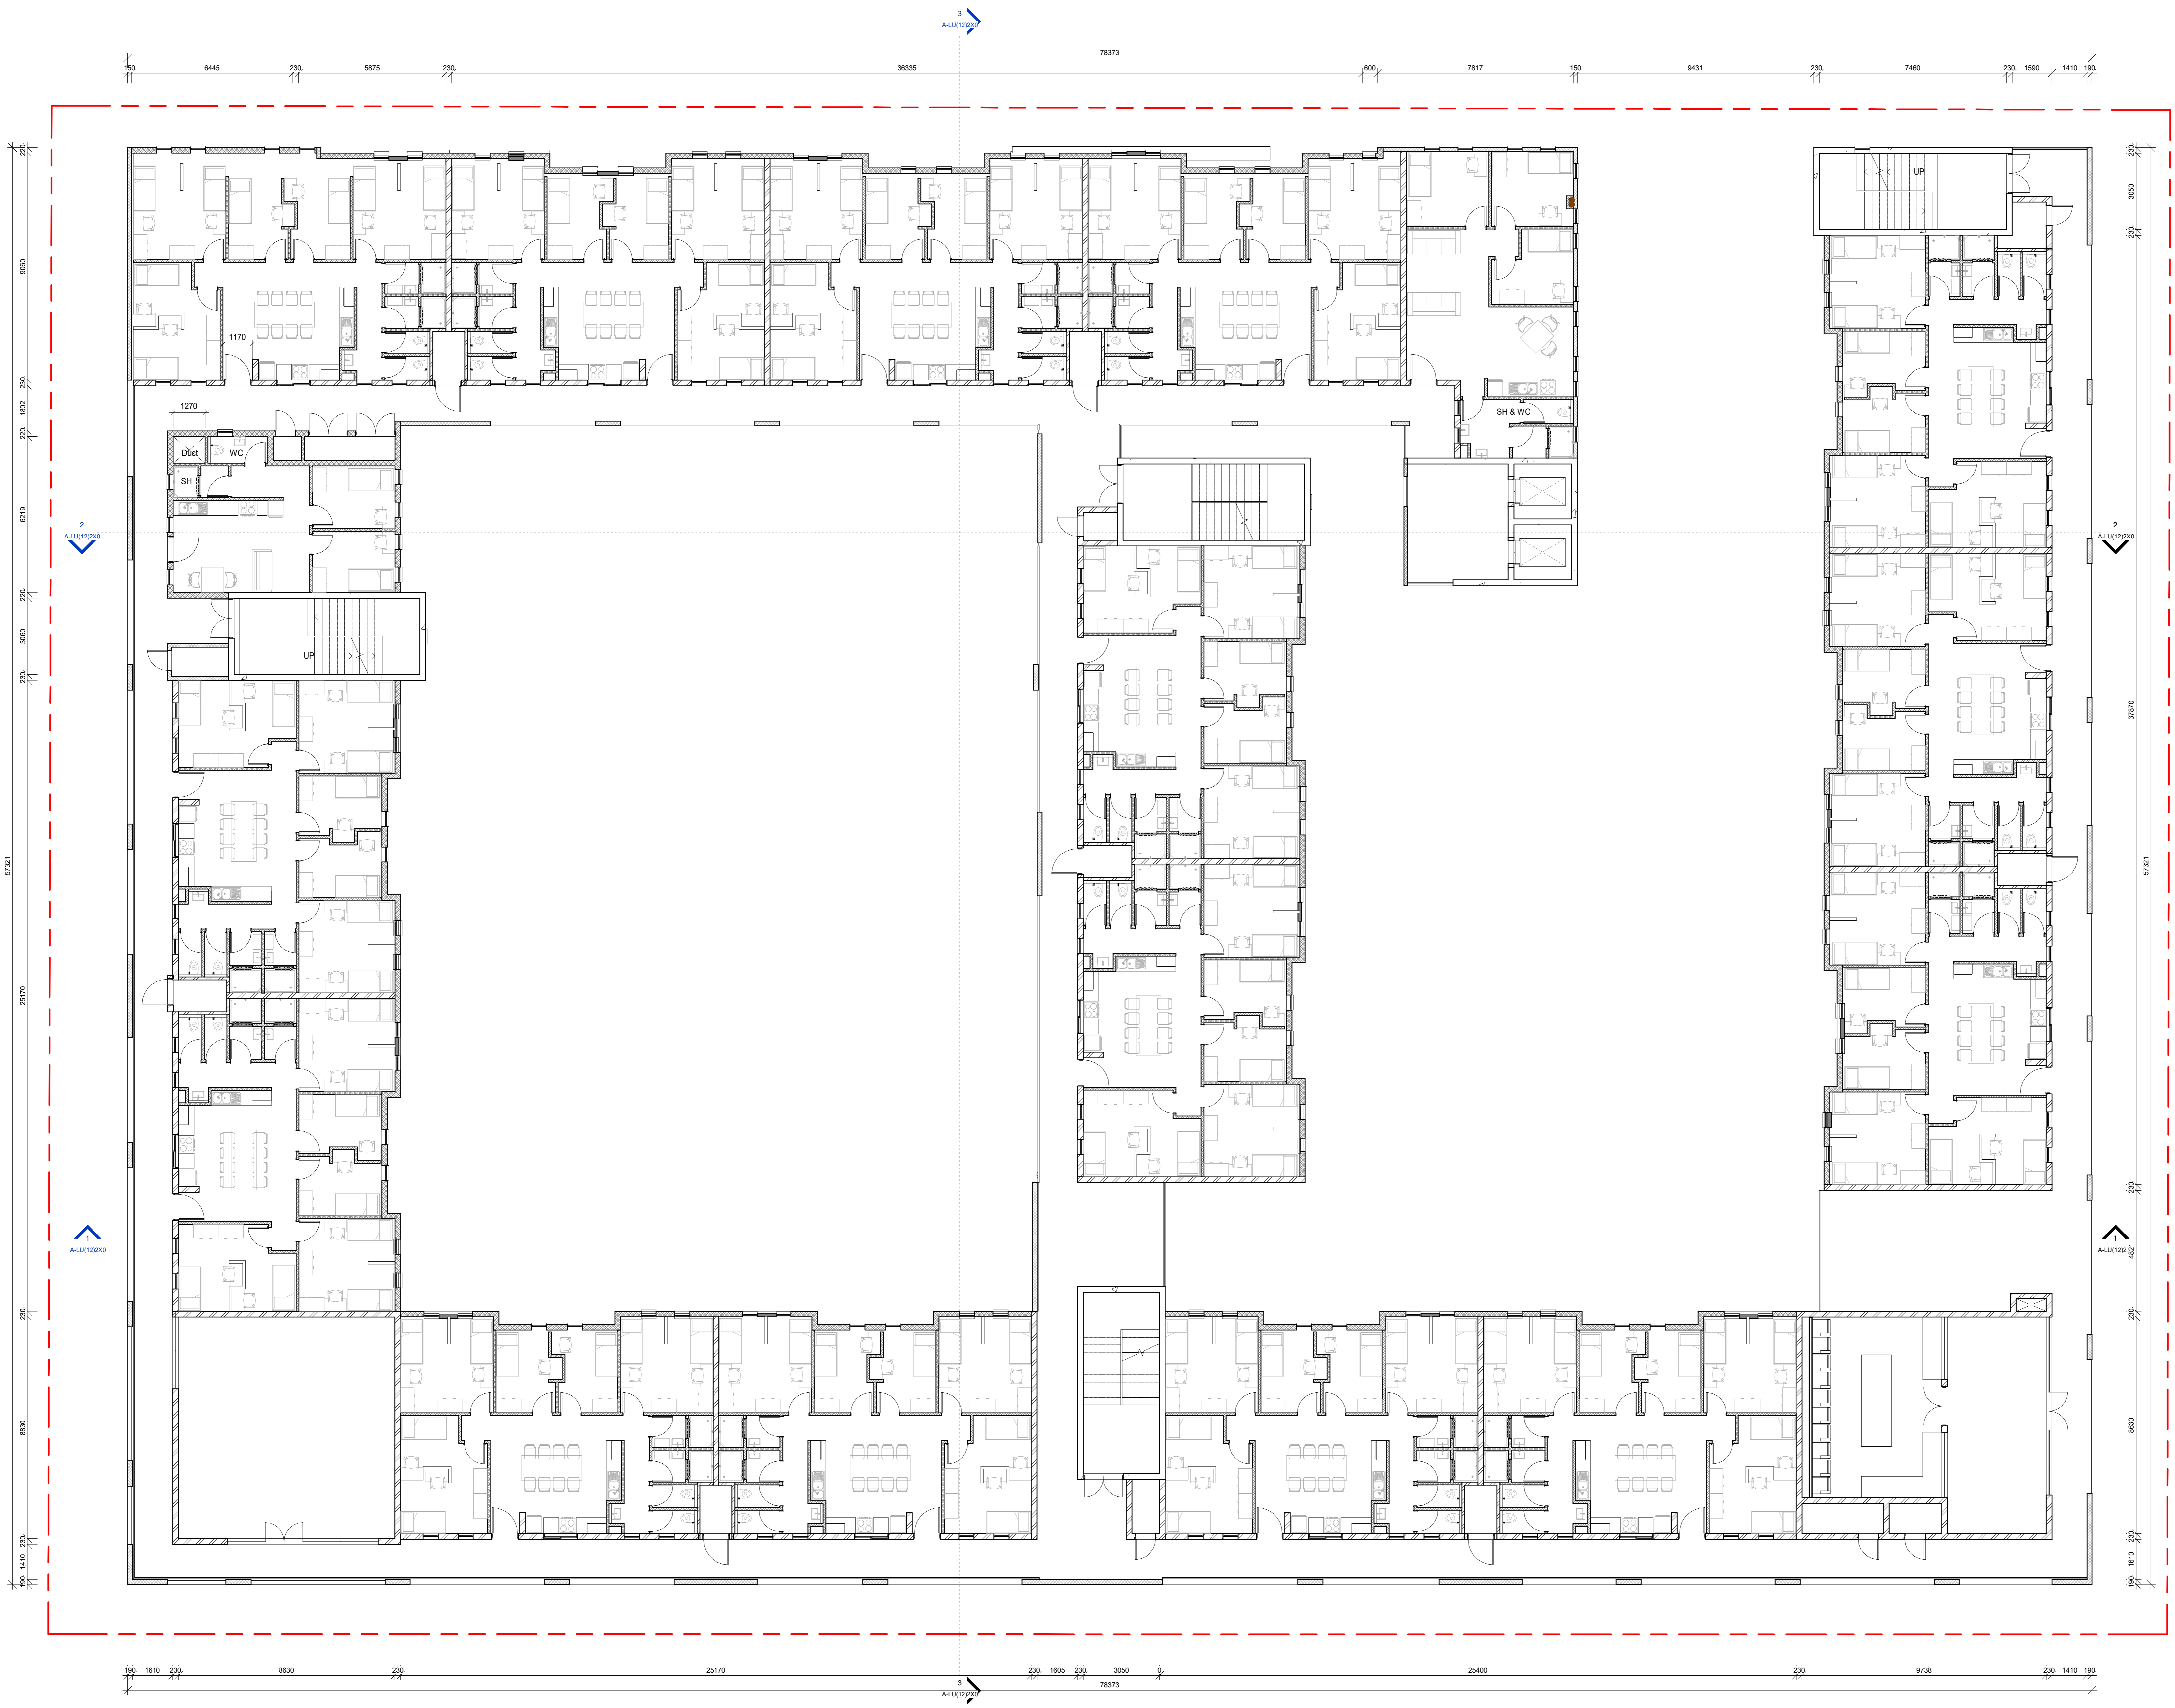 3
A-LU(12)2X0
78373
150 6445 230. 5875 230. 36335 600 7817 150 9431 230. 7460 230. 1590 1410 190
220
9060
230.
1802
220
6219
220
3060
230.
25170
230.
8830
230.
1410
190
57321
UP
1170
1270
Duct
WC
SH
SH & WC
UP
2
A-LU(12)2X0
2
A-LU(12)2X0
1
A-LU(12)2X0
1
A-LU(12)2
230.
3050
230.
37870
230.
4821
230.
8630
230.
1610
190
57321
190 1610 230. 8630 230. 25170 230. 1605 230. 3050 0. 25400 230. 9738 230. 1410 190
78373
3
A-LU(12)2X0